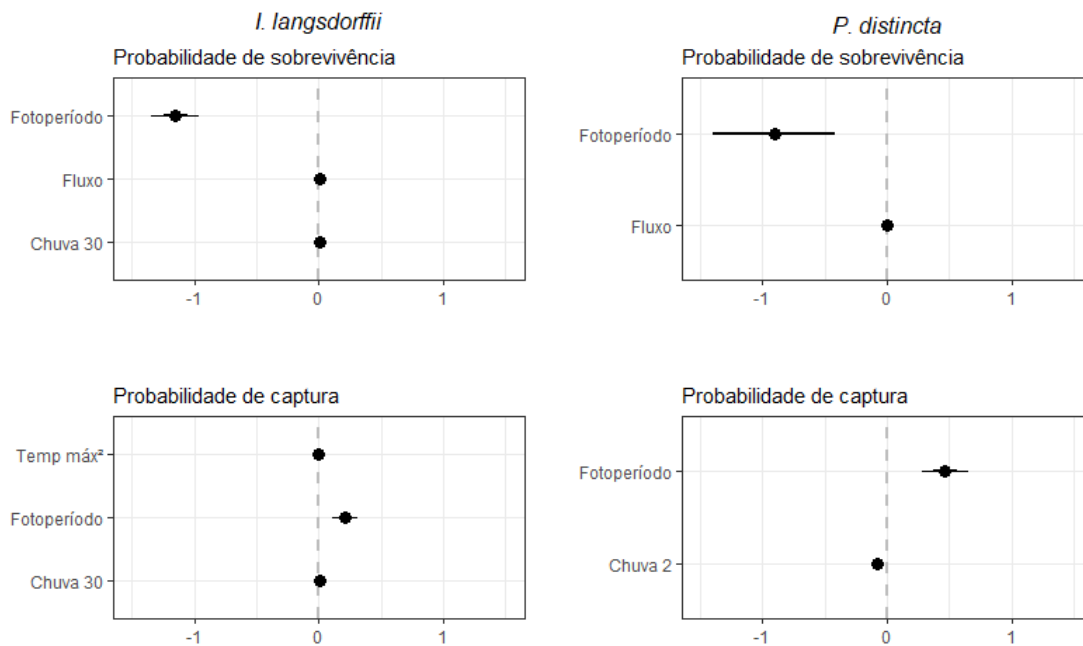 I. langsdorffii
Probabilidade de sobrevivência
Fotoperíodo
Fluxo
Chuva 30
-1 0 1
P. distincta
Probabilidade de sobrevivência
Fotoperíodo
Fluxo
-1 0 1
Probabilidade de captura
Temp máx²
Fotoperíodo
Chuva 30
-1 0 1
Probabilidade de captura
Fotoperíodo
Chuva 2
-1 0 1